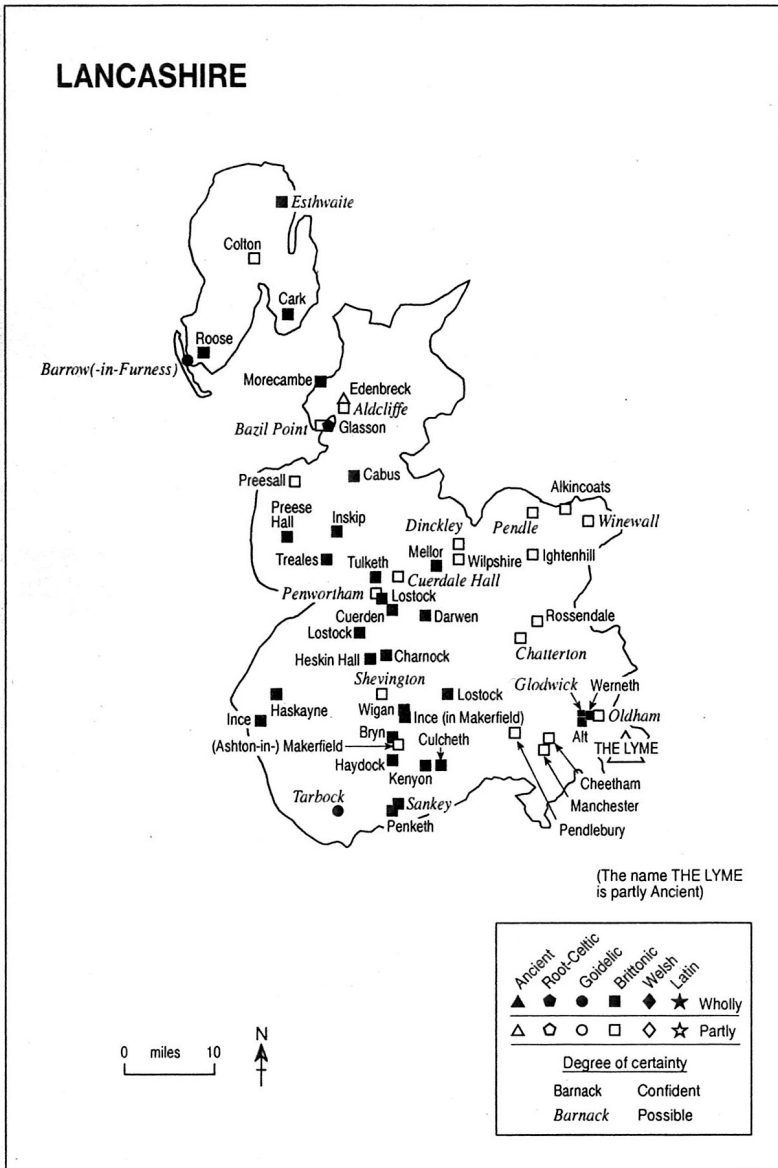 LANCASHIRE
Esthwaite
Colton
Cark
Roose
Barrow(-in-Furness)
Morecambe
Edenbreck
Aldcliffe
Bazil Point
Glasson
Cabus
Preesall
Alkincoats
Preese
Hall
Inskip
Dinckley
Pendle
Winewall
Treales
Tulketh
Mellor
Wilpshire
Ightenhill
Cuerdale Hall
Penwortham
Lostock
Cuerden
Darwen
Rossendale
Lostock
Chatterton
Heskin Hall
Charnock
Shevington
Glodwick
Werneth
Haskayne
Wigan
Lostock
Oldham
Ince
Ince (in Makerfield)
Alt
Bryn
(Ashton-in-) Makerfield
Culcheth
THE LYME
Haydock
Kenyon
Cheetham
Tarbock
Sankey
Manchester
Penketh
Pendlebury
(The name THE LYME
is partly Ancient)
Ancient
Root-Celtic
Goidelic
Brittonic
Welsh
Latin
Wholly
Partly
Degree of certainty
Barnack Confident
Barnack Possible
0 miles 10
N